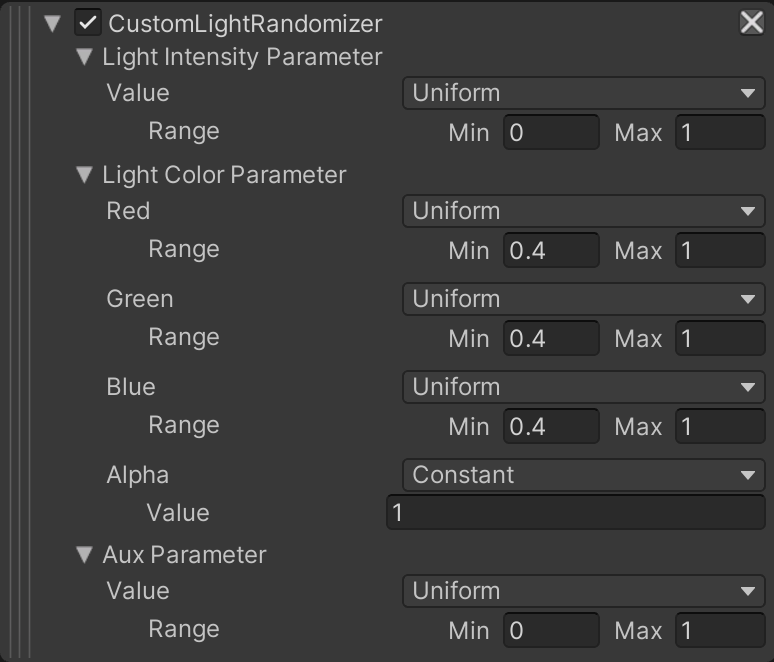 CustomLightRandomizer
Light Intensity Parameter
Value Uniform
Range Min 0 Max 1
Light Color Parameter
Red Uniform
Range Min 0.4 Max 1
Green Uniform
Range Min 0.4 Max 1
Blue Uniform
Range Min 0.4 Max 1
Alpha Constant
Value 1
Aux Parameter
Value Uniform
Range Min 0 Max 1